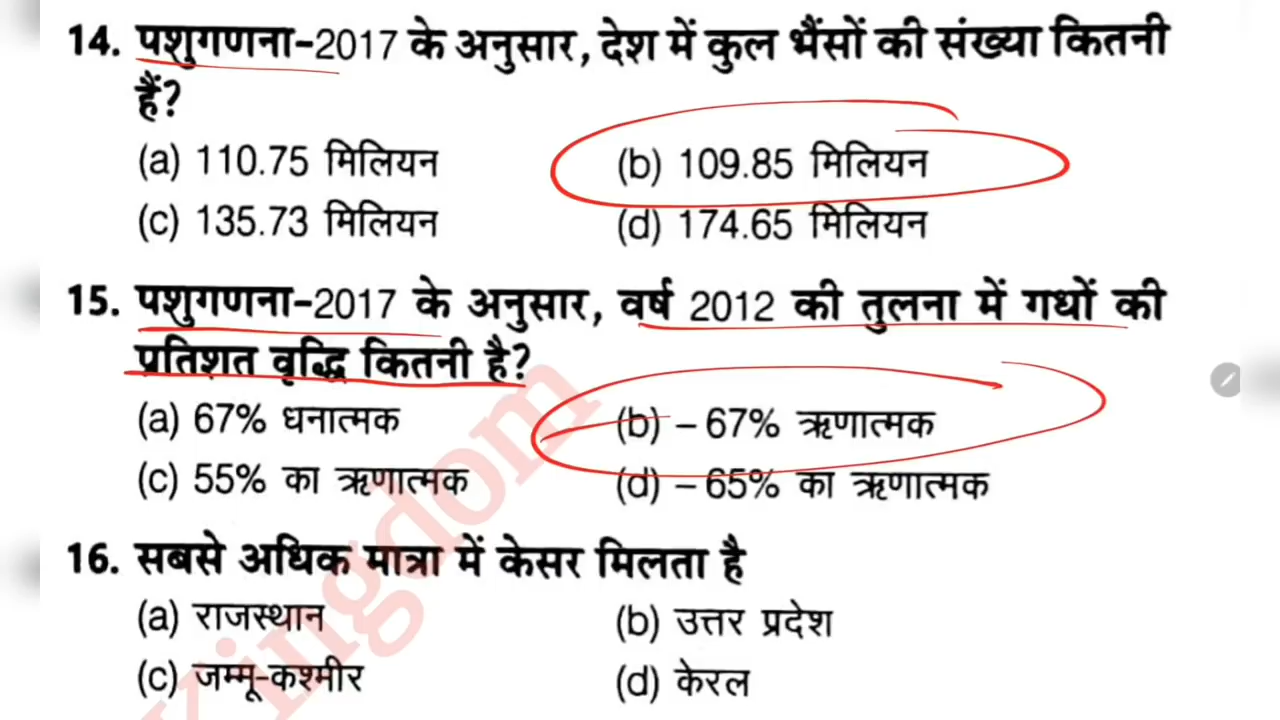 14. पशुगणना-2017 के अनुसार, देश में कुल भैंसों की संख्या कितनी
हैं?
(a) 110.75 मिलियन (b) 109.85 मिलियन
(c) 135.73 मिलियन (d) 174.65 मिलियन
15. पशुगणना-2017 के अनुसार, वर्ष 2012 की तुलना में गधों की
प्रतिशत वृद्धि कितनी है?
(a) 67% धनात्मक (b) – 67% ऋणात्मक
(c) 55% का ऋणात्मक (d) – 65% का ऋणात्मक
16. सबसे अधिक मात्रा में केसर मिलता है
(a) राजस्थान (b) उत्तर प्रदेश
(c) जम्मू-कश्मीर (d) केरल
Kingdom